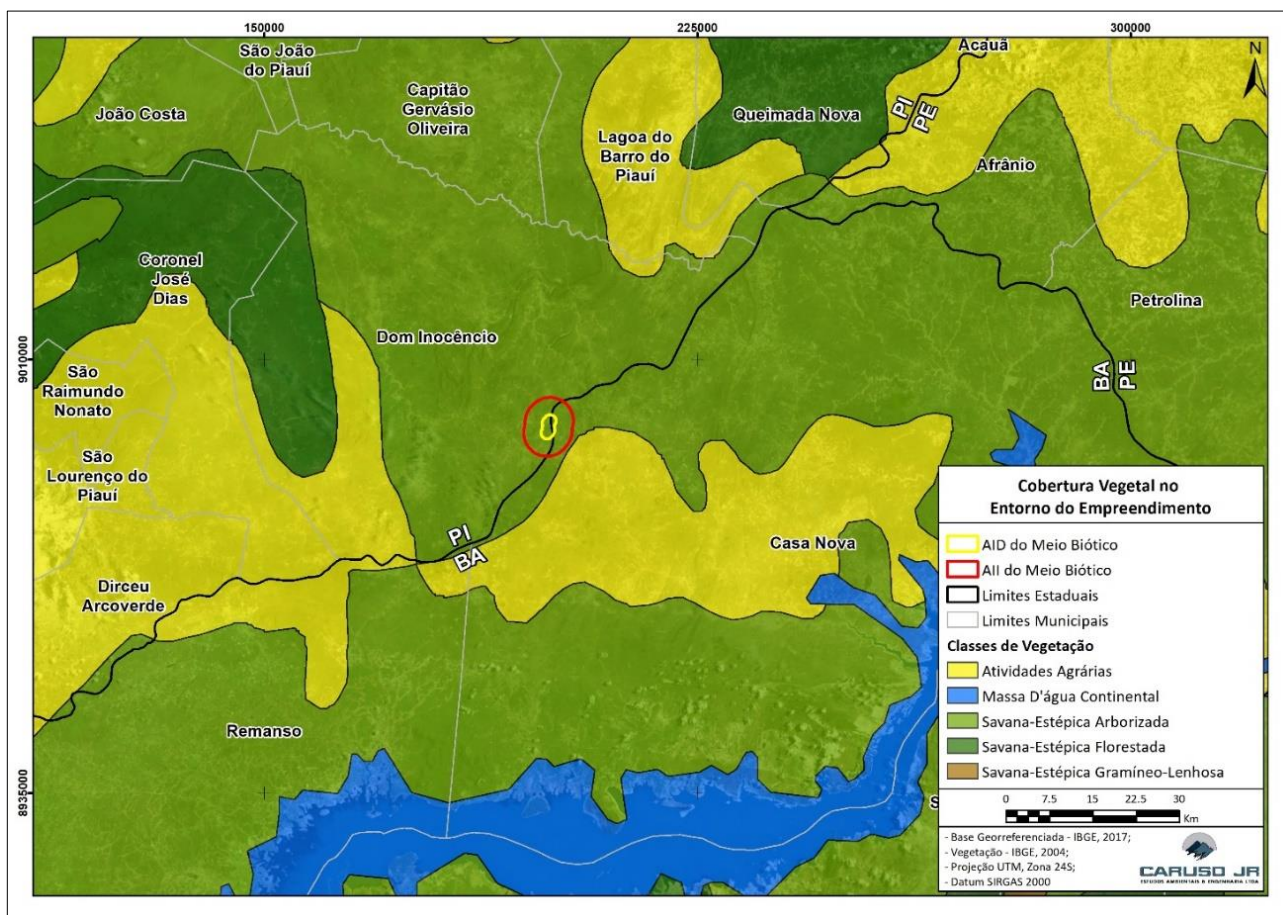 150000
225000
300000
São João
do Piauí
Acauã
N
Capitão
Gervásio
Oliveira
João Costa
Queimada Nova
PI
PE
Lagoa do
Barro do
Piauí
Afrânio
Coronel
José
Dias
Petrolina
Dom Inocêncio
9010000
BA
PE
São
Raimundo
Nonato
São
Lourenço do
Piauí
PI
BA
Casa Nova
Dirceu
Arcoverde
Remanso
8935000
S
Cobertura Vegetal no
Entorno do Empreendimento
AID do Meio Biótico
AII do Meio Biótico
Limites Estaduais
Limites Municipais
Classes de Vegetação
Atividades Agrárias
Massa D'água Continental
Savana-Estépica Arborizada
Savana-Estépica Florestada
Savana-Estépica Gramíneo-Lenhosa
0 7.5 15 22.5 30
Km
- Base Georreferenciada - IBGE, 2017;
- Vegetação - IBGE, 2004;
- Projeção UTM, Zona 24S;
- Datum SIRGAS 2000
CARUSO JR
ESTUDOS AMBIENTAIS & ENGENHARIA LTDA